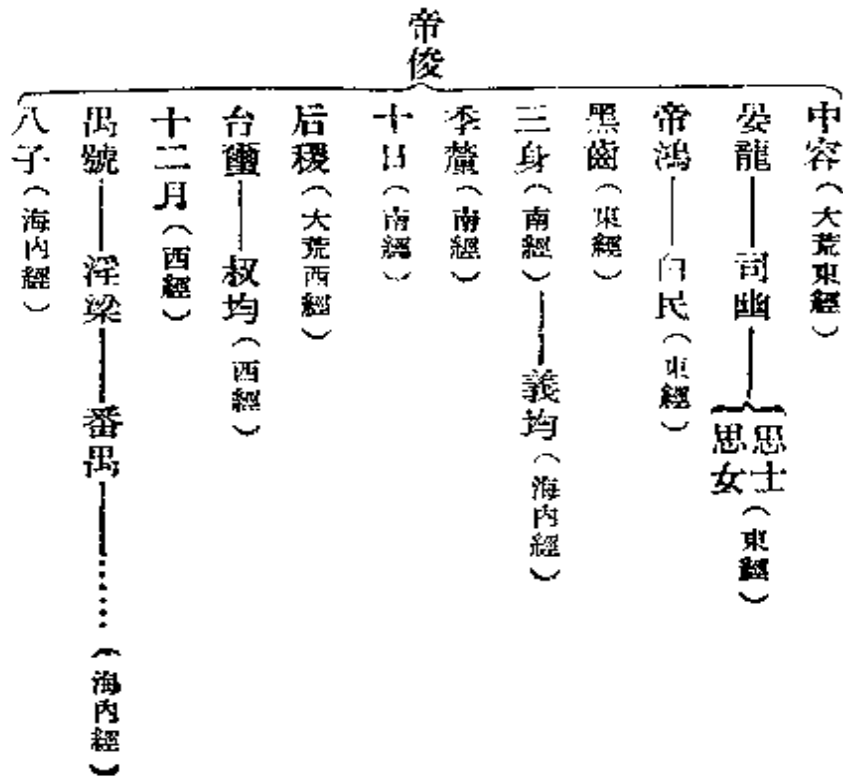 帝俊
中容（大荒東經）
晏龍——司幽——思士 思女（東經）
帝鴻——白民（東經）
黑齒（東經）
三身（南經）——義均（海內經）
季釐（南經）
十日（南經）
后稷（大荒西經）
台璽——叔均（西經）
十二月（西經）
禺號——淫梁——番禺——……（海內經）
八子（海內經）